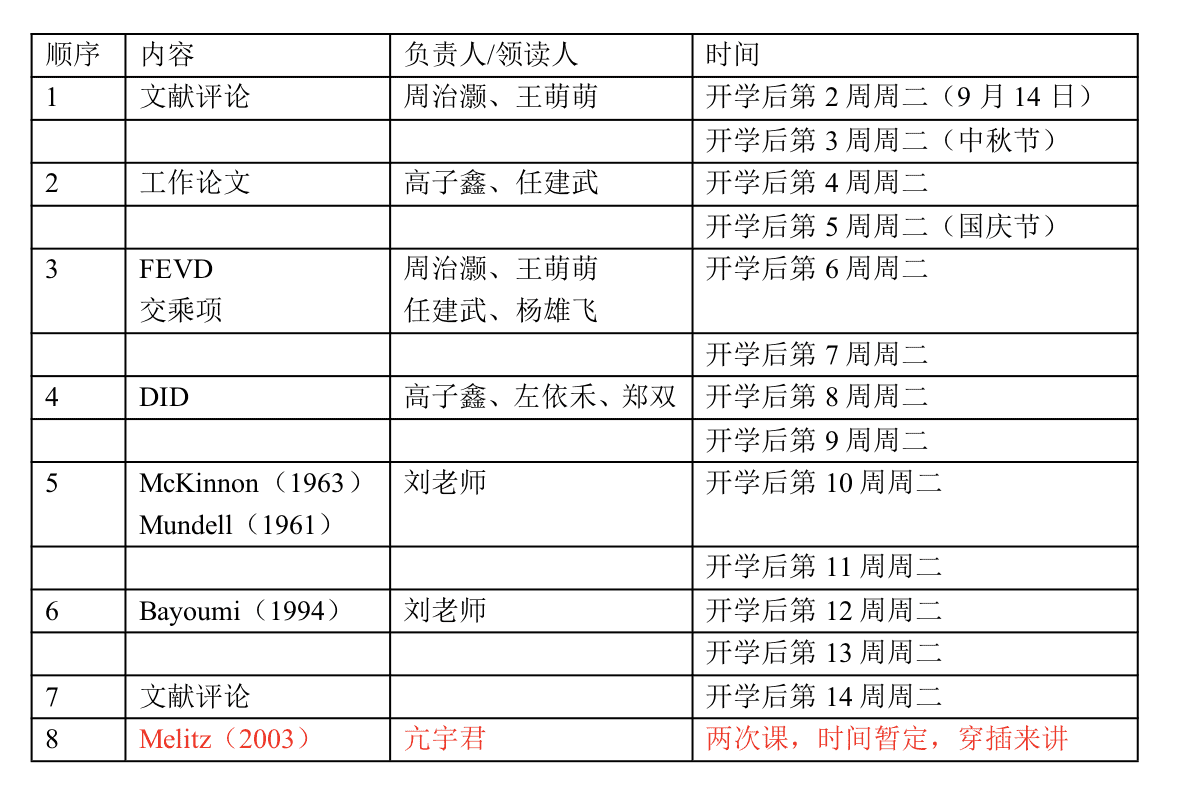 顺序 内容 负责人/领读人 时间
1 文献评论 周治灏、王萌萌 开学后第 2 周周二（9 月 14 日）
开学后第 3 周周二（中秋节）
2 工作论文 高子鑫、任建武 开学后第 4 周周二
开学后第 5 周周二（国庆节）
3 FEVD 周治灏、王萌萌 开学后第 6 周周二
交乘项 任建武、杨雄飞
开学后第 7 周周二
4 DID 高子鑫、左依禾、郑双 开学后第 8 周周二
开学后第 9 周周二
5 McKinnon（1963） 刘老师 开学后第 10 周周二
Mundell（1961）
开学后第 11 周周二
6 Bayoumi（1994） 刘老师 开学后第 12 周周二
开学后第 13 周周二
7 文献评论 开学后第 14 周周二
8 Melitz（2003） 亢宇君 两次课，时间暂定，穿插来讲